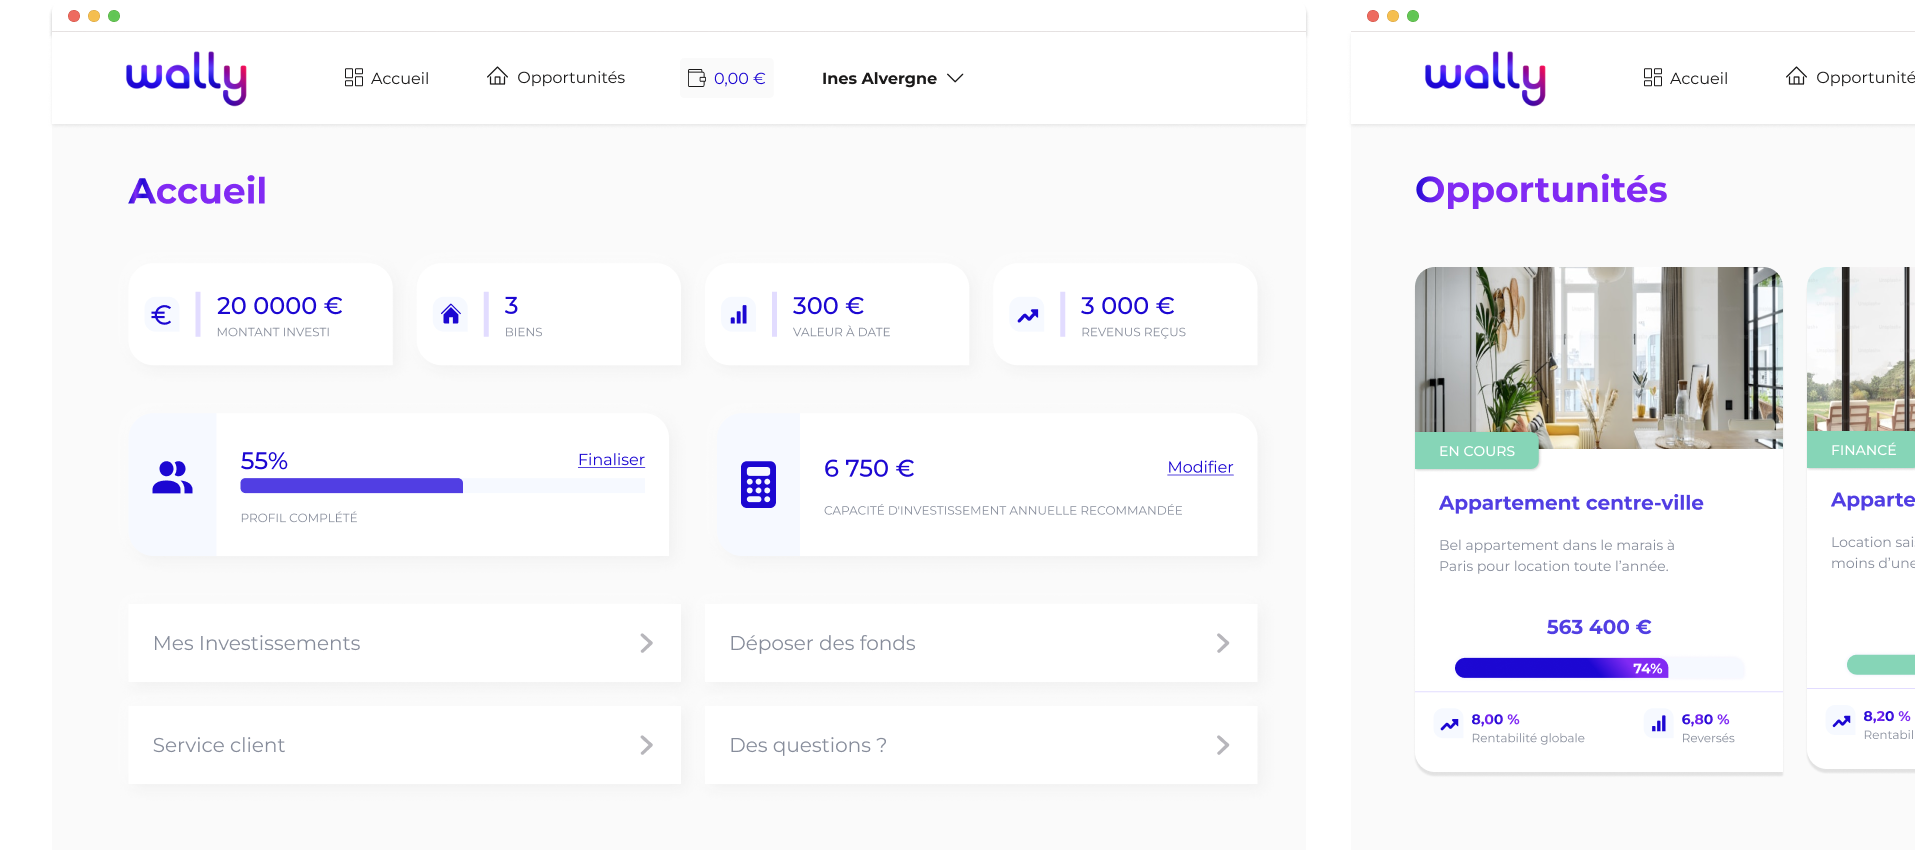 wally
Accueil
Opportunités
0,00 €
Ines Alvergne
Accueil
20 0000 €
MONTANT INVESTI
3
BIENS
300 €
VALEUR À DATE
3 000 €
REVENUS REÇUS
55%
Finaliser
PROFIL COMPLÉTÉ
6 750 €
Modifier
CAPACITÉ D'INVESTISSEMENT ANNUELLE RECOMMANDÉE
Mes Investissements
Déposer des fonds
Service client
Des questions ?
wally
Accueil
Opportunité
Opportunités
EN COURS
Appartement centre-ville
Bel appartement dans le marais à
Paris pour location toute l’année.
563 400 €
74%
8,00 %
Rentabilité globale
6,80 %
Reversés
FINANCÉ
Apparte
Location sai
moins d’une
8,20 %
Rentabil